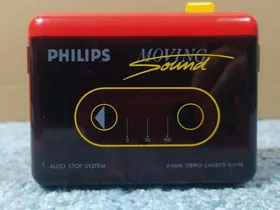 PHILIPS
MOVING
Sound
0 50 100
AUTO STOP SYSTEM
STEREO CASSETTE PLAYER